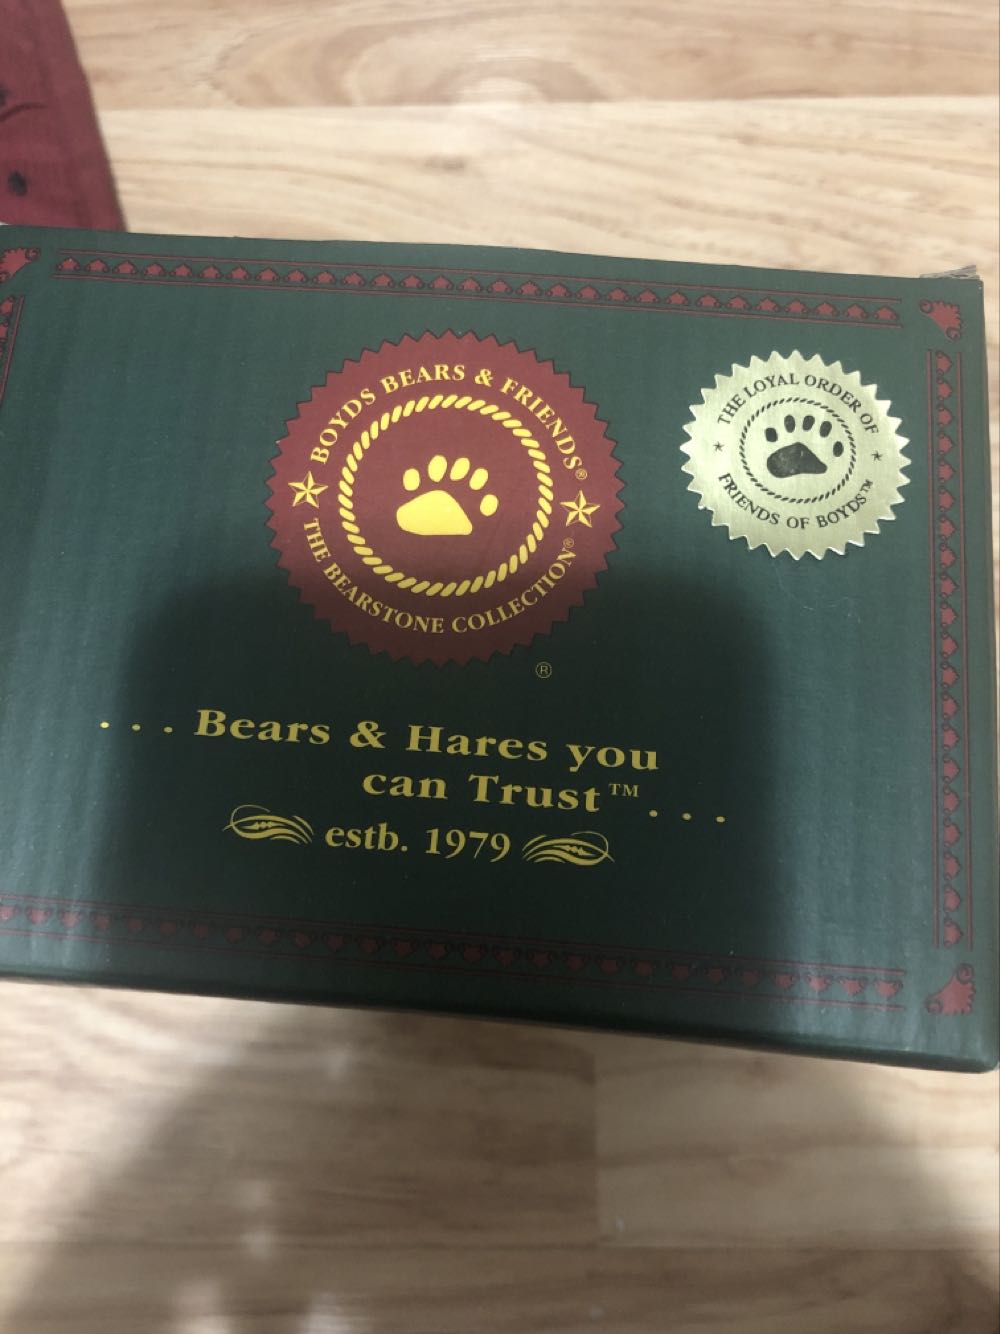 BOYDS BEARS & FRIENDS®
THE BEARSTONE COLLECTION®
®
THE LOYAL ORDER OF
FRIENDS OF BOYDS™
. . . Bears & Hares you
can Trust™ . . .
estb. 1979